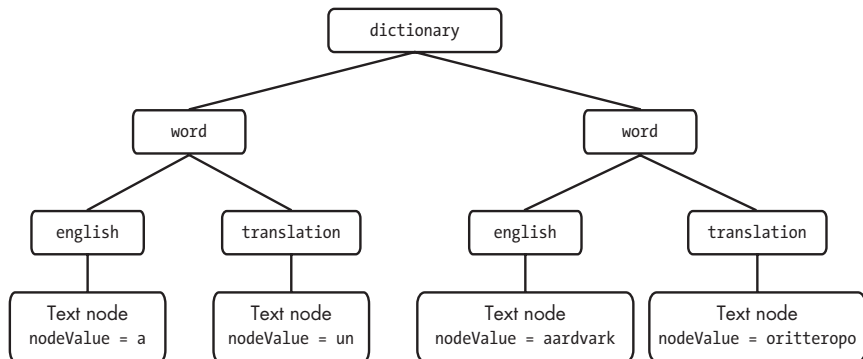 dictionary
word
word
english
translation
english
translation
Text node
nodeValue = a
Text node
nodeValue = un
Text node
nodeValue = aardvark
Text node
nodeValue = oritteropo